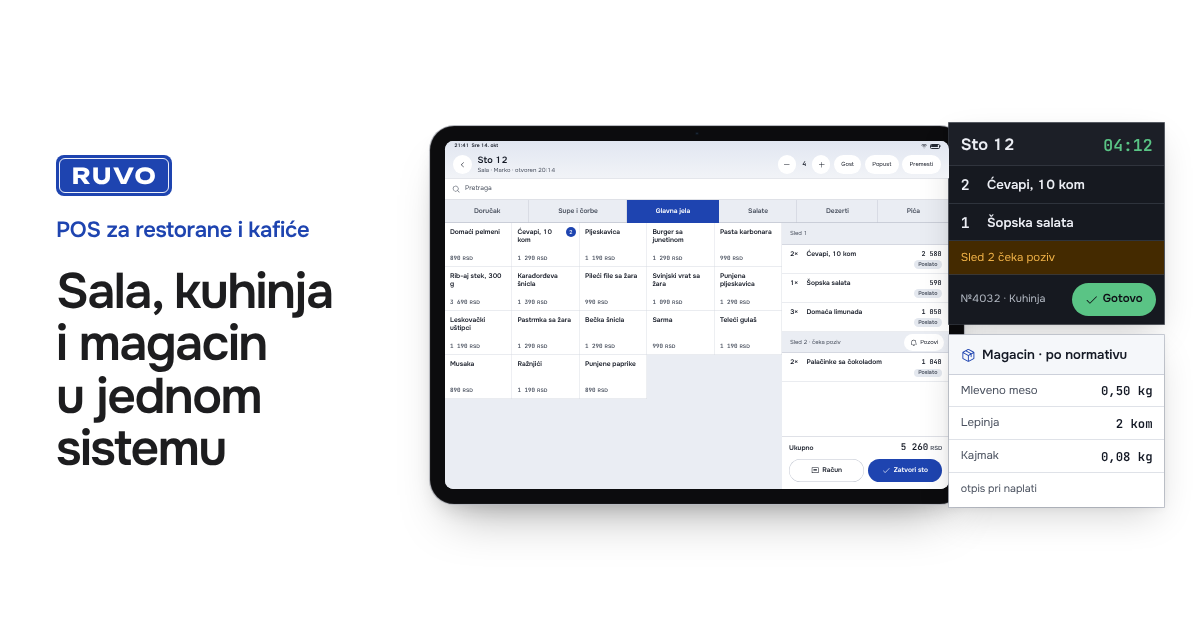 RUVO
POS za restorane i kafiće
Sala, kuhinja
i magacin
u jednom
sistemu
21:41 Sre 14. okt
Sto 12
Sala · Marko · otvoren 20:14
4
Gost
Popust
Premesti
Pretraga
Doručak
Supe i čorbe
Glavna jela
Salate
Dezerti
Pića
Domaći pelmeni
890 RSD
Ćevapi, 10
kom
2
1 290 RSD
Pljeskavica
1 190 RSD
Burger sa
junetinom
1 290 RSD
Pasta karbonara
990 RSD
Rib-aj stek, 300
g
3 690 RSD
Karađorđeva
šnicla
1 390 RSD
Pileći file sa žara
990 RSD
Svinjski vrat sa
žara
1 090 RSD
Punjena
pljeskavica
1 290 RSD
Leskovački
uštipci
1 190 RSD
Pastrmka sa žara
1 290 RSD
Bečka šnicla
1 290 RSD
Sarma
990 RSD
Teleći gulaš
1 190 RSD
Musaka
890 RSD
Ražnjići
1 190 RSD
Punjene paprike
890 RSD
Sled 1
2× Ćevapi, 10 kom 2 580
Poslato
1× Šopska salata 590
Poslato
3× Domaća limunada 1 050
Poslato
Sled 2 · čeka poziv
Pozovi
2× Palačinke sa čokoladom 1 040
Poslato
Ukupno 5 260 RSD
Račun
Zatvori sto
Sto 12 04:12
2 Ćevapi, 10 kom
1 Šopska salata
Sled 2 čeka poziv
№4032 · Kuhinja
Gotovo
Magacin · po normativu
Mleveno meso 0,50 kg
Lepinja 2 kom
Kajmak 0,08 kg
otpis pri naplati